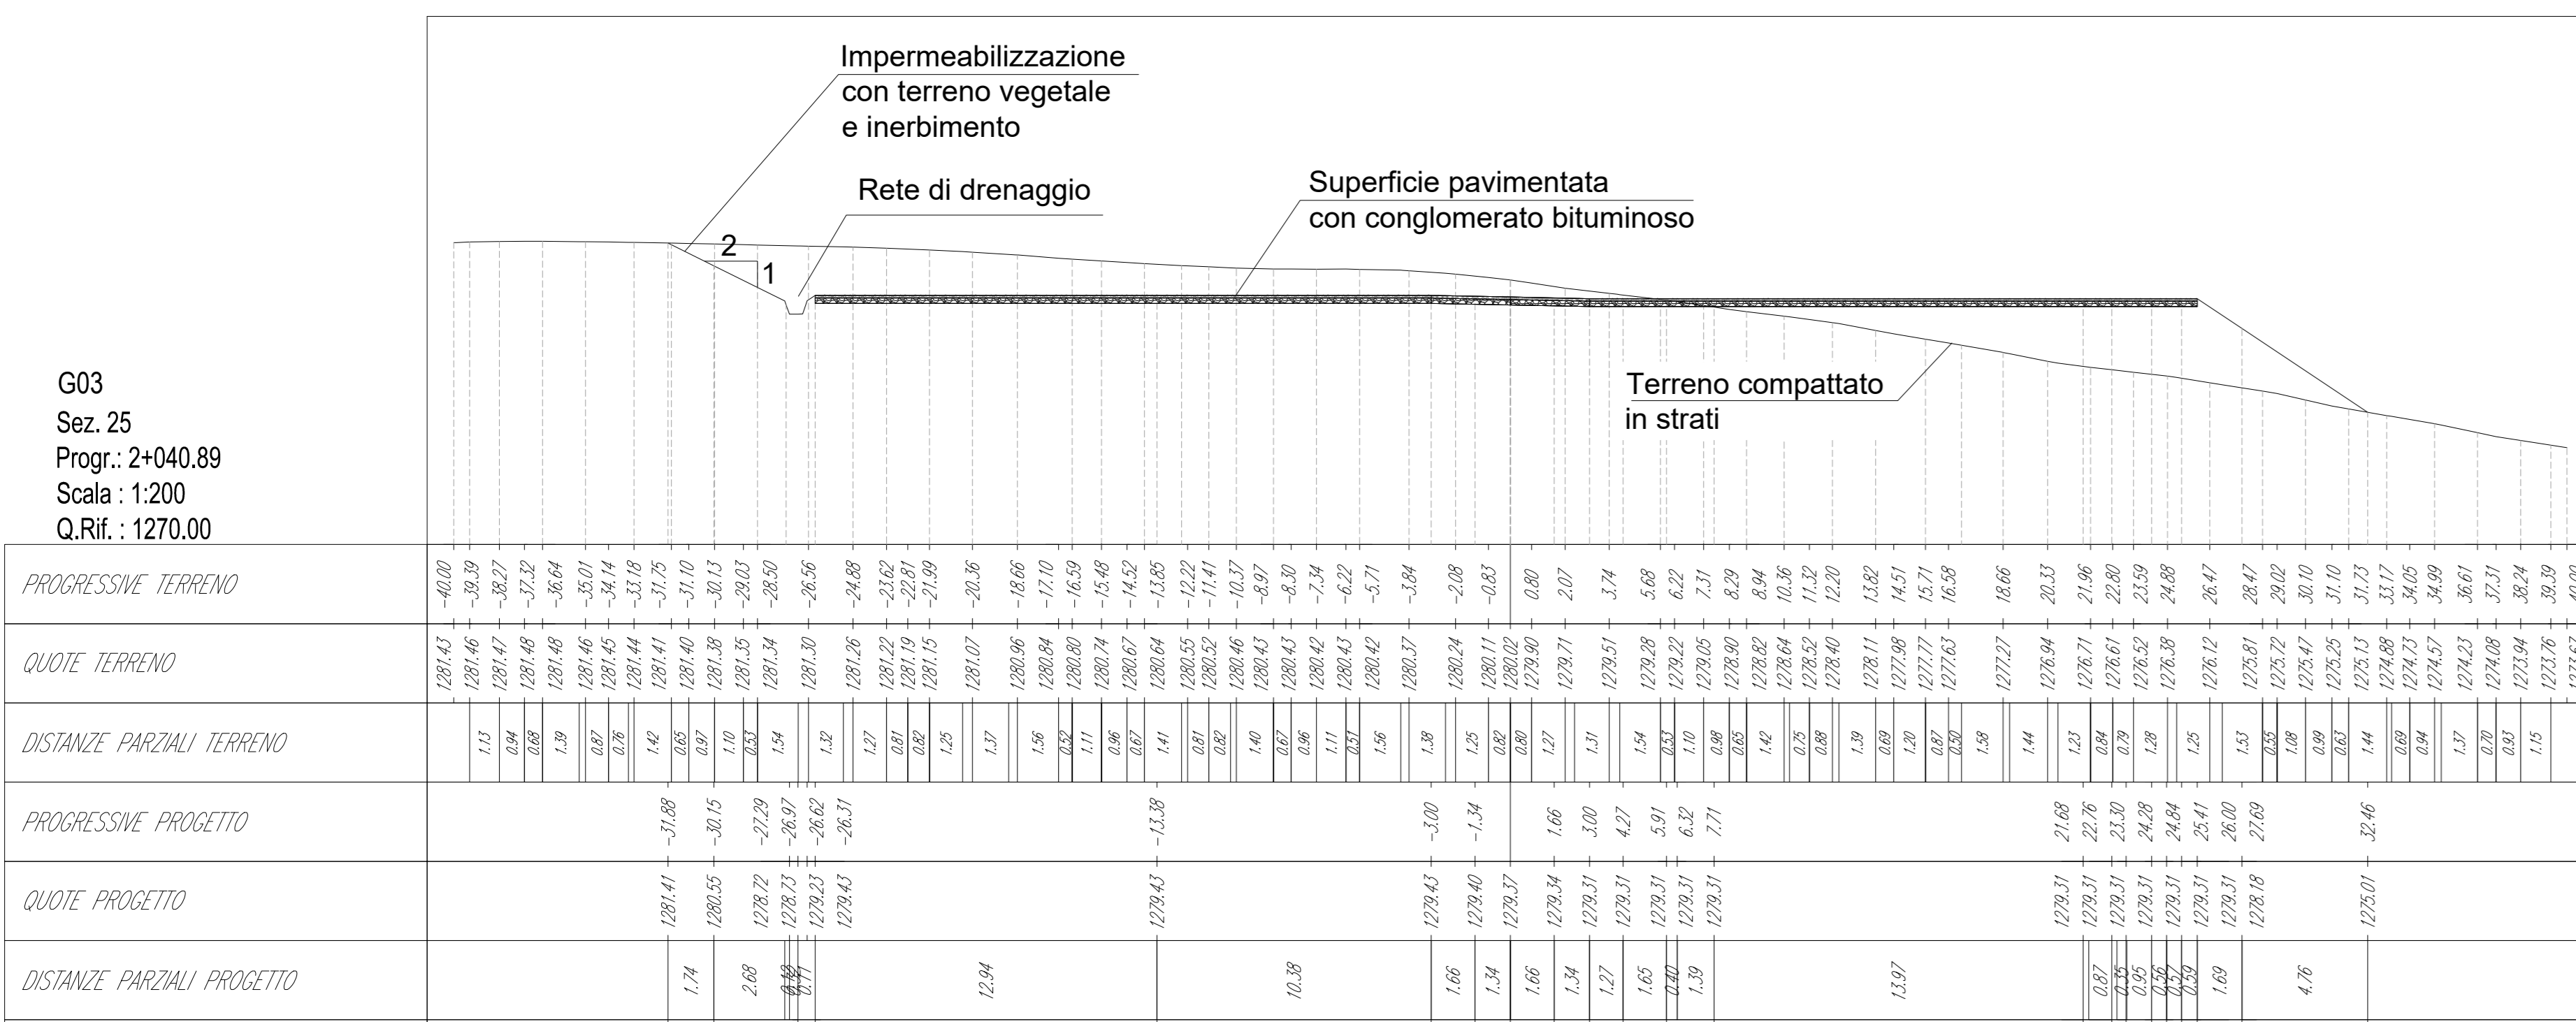 Impermeabilizzazione
con terreno vegetale
e inerbimento
Rete di drenaggio
Superficie pavimentata
con conglomerato bituminoso
2
1
Terreno compattato
in strati
G03
Sez. 25
Progr.: 2+040.89
Scala : 1:200
Q.Rif. : 1270.00
PROGRESSIVE TERRENO -40.00 -39.39 -38.27 -37.32 -36.64 -35.01 -34.14 -33.18 -31.75 -31.10 -30.13 -29.03 -28.50 -26.56 -24.88 -23.62 -22.81 -21.99 -20.36 -18.66 -17.10 -16.59 -15.48 -14.52 -13.85 -12.22 -11.41 -10.37 -8.97 -8.30 -7.34 -6.22 -5.71 -3.84 -2.08 -0.83 0.80 2.07 3.74 5.68 6.22 7.31 8.29 8.94 10.36 11.32 12.20 13.82 14.51 15.71 16.58 18.66 20.33 21.96 22.80 23.59 24.88 26.47 28.47 29.02 30.10 31.10 31.73 33.17 34.05 34.99 36.61 37.31 38.24 39.39
QUOTE TERRENO 1281.43 1281.46 1281.47 1281.48 1281.48 1281.46 1281.45 1281.44 1281.41 1281.40 1281.38 1281.35 1281.34 1281.30 1281.26 1281.22 1281.19 1281.15 1281.07 1280.96 1280.84 1280.80 1280.74 1280.67 1280.64 1280.55 1280.52 1280.46 1280.43 1280.43 1280.42 1280.43 1280.42 1280.37 1280.24 1280.11 1280.02 1279.90 1279.71 1279.51 1279.28 1279.22 1279.05 1278.90 1278.82 1278.64 1278.52 1278.40 1278.11 1277.98 1277.77 1277.63 1277.27 1276.94 1276.71 1276.61 1276.52 1276.38 1276.12 1275.81 1275.72 1275.47 1275.25 1275.13 1274.88 1274.73 1274.57 1274.23 1274.08 1273.94 1273.76
DISTANZE PARZIALI TERRENO 1.13 0.94 0.68 1.39 0.87 0.76 1.42 0.65 0.97 1.10 0.53 1.54 1.32 1.27 0.81 0.82 1.25 1.37 1.56 0.52 1.11 0.96 0.67 1.41 0.81 0.82 1.40 0.67 0.96 1.11 0.51 1.56 1.38 1.25 0.82 0.80 1.27 1.31 1.54 0.53 1.10 0.98 0.65 1.42 0.75 0.88 1.39 0.69 1.20 0.87 0.50 1.58 1.44 1.23 0.84 0.79 1.28 1.25 1.53 0.55 1.08 0.99 0.63 1.44 0.69 0.94 1.37 0.70 0.93 1.15
PROGRESSIVE PROGETTO -31.88 -30.15 -27.29 -26.97 -26.62 -26.31 -13.38 -3.00 -1.34 1.66 3.00 4.27 5.91 6.32 7.71 21.68 22.76 23.30 24.28 24.84 25.41 26.00 27.69 32.46
QUOTE PROGETTO 1281.41 1280.55 1278.72 1278.73 1279.23 1279.43 1279.43 1279.43 1279.40 1279.37 1279.34 1279.31 1279.31 1279.31 1279.31 1279.31 1279.31 1279.31 1279.31 1279.31 1279.31 1279.31 1279.31 1278.18 1275.01
DISTANZE PARZIALI PROGETTO 1.74 2.68 12.94 10.38 1.66 1.34 1.66 1.34 1.27 1.65 0.40 1.39 13.97 0.87 0.35 0.95 0.56 0.57 0.59 1.69 4.76